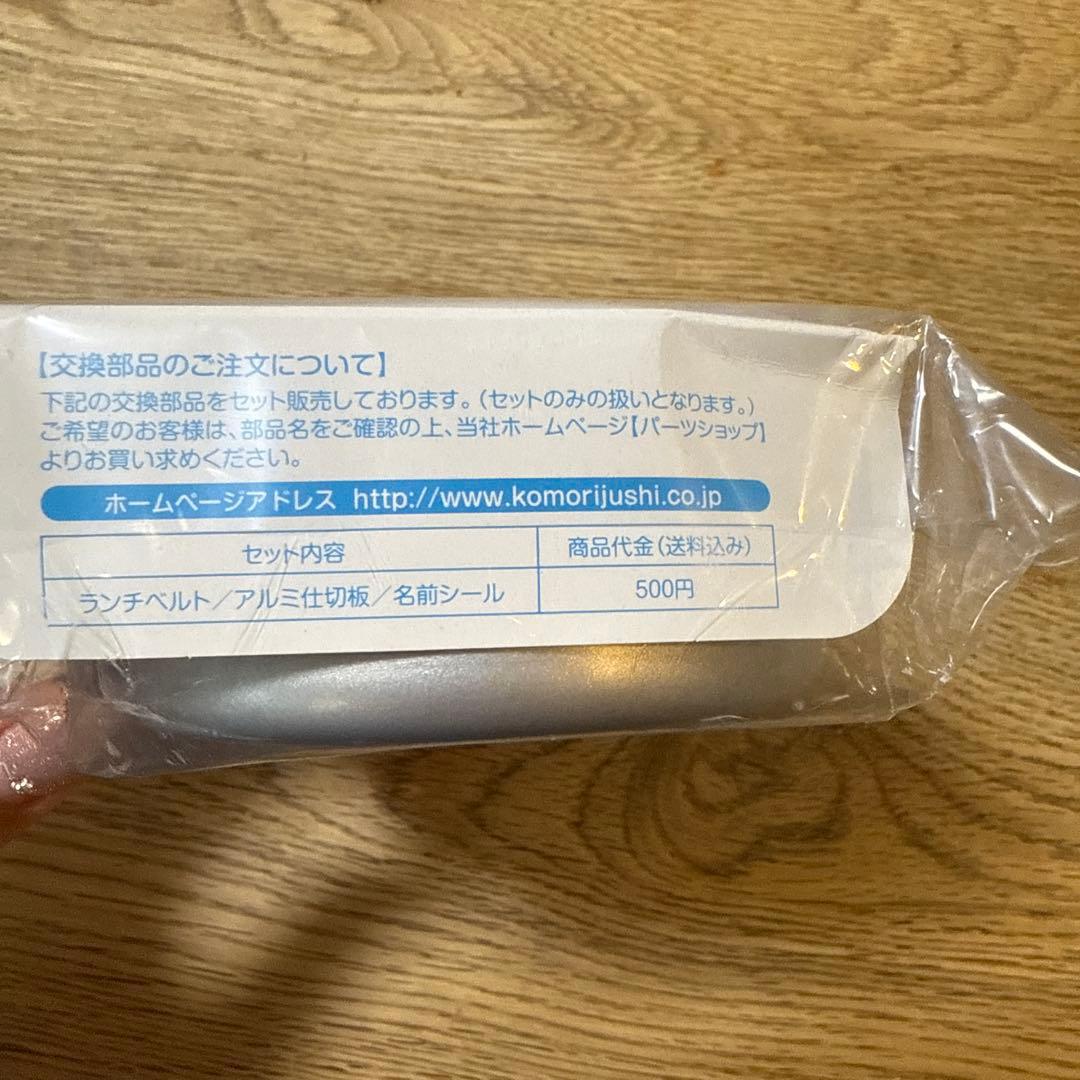 【交換部品のご注文について】
下記の交換部品をセット販売しております。(セットのみの扱いとなります。)
ご希望のお客様は、部品名をご確認の上、当社ホームページ【パーツショップ】
よりお買い求めください。
ホームページアドレス http://www.komorijushi.co.jp
セット内容 商品代金(送料込み)
ランチベルト/アルミ仕切板/名前シール 500円